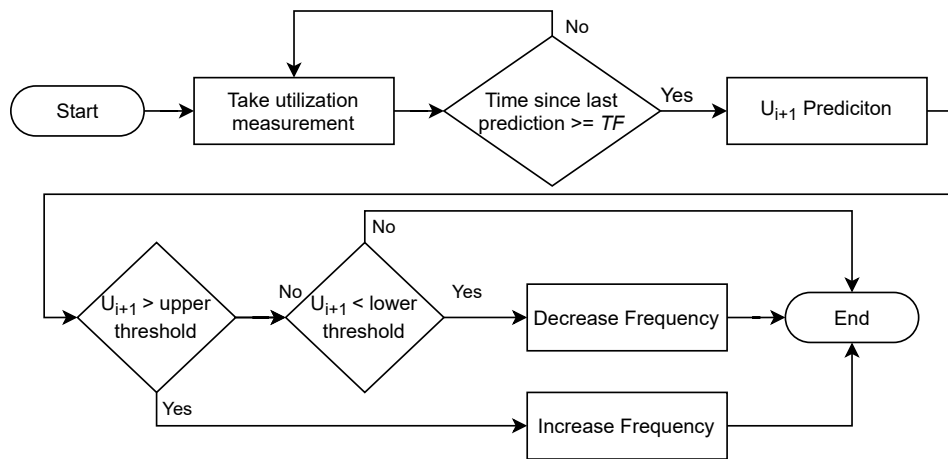 No
Start
Take utilization
measurement
Time since last
prediction >= TF
Yes
Uᵢ₊₁ Prediciton
No
Uᵢ₊₁ > upper
threshold
No
Uᵢ₊₁ < lower
threshold
Yes
Decrease Frequency
End
Yes
Increase Frequency